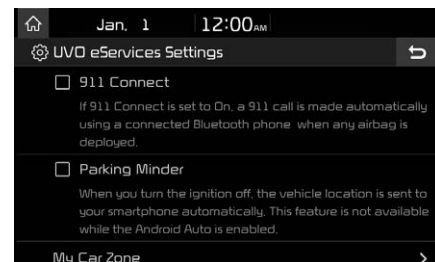 Jan. 1 12:00AM
UVO eServices Settings
911 Connect
If 911 Connect is set to On, a 911 call is made automatically
using a connected Bluetooth phone when any airbag is
deployed.
Parking Minder
When you turn the ignition off, the vehicle location is sent to
your smartphone automatically. This feature is not available
while the Android Auto is enabled.
My Car Zone